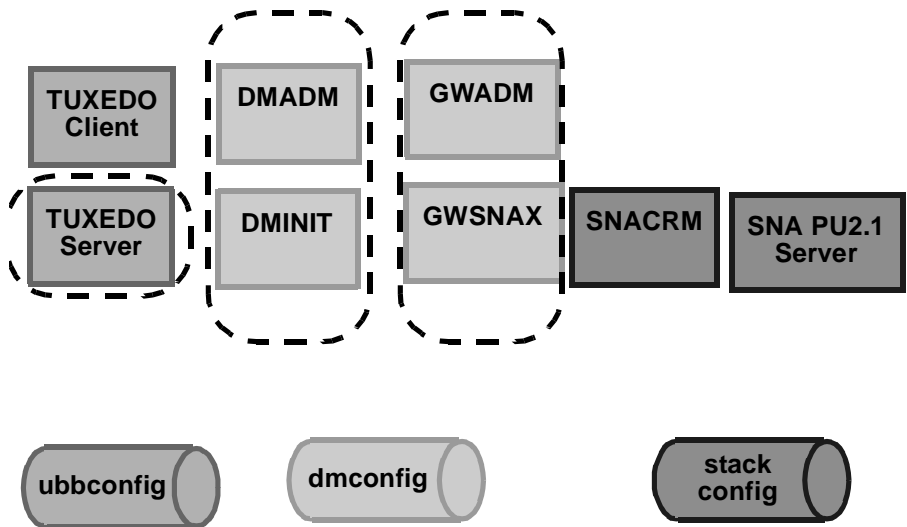 TUXEDO
Client
DMADM
GWADM
TUXEDO
Server
DMINIT
GWSNAX
SNACRM
SNA PU2.1
Server
ubbconfig
dmconfig
stack
config